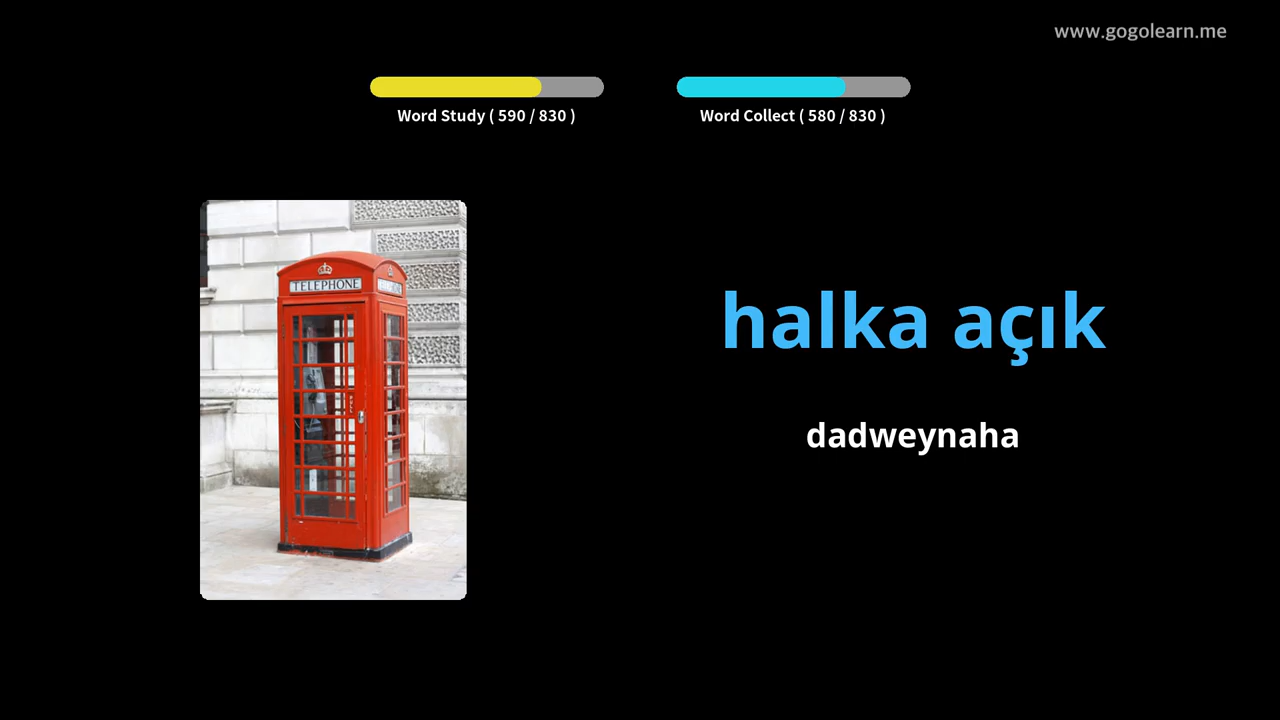 www.gogolearn.me
Word Study ( 590 / 830 )
Word Collect ( 580 / 830 )
TELEPHONE
halka açık
dadweynaha